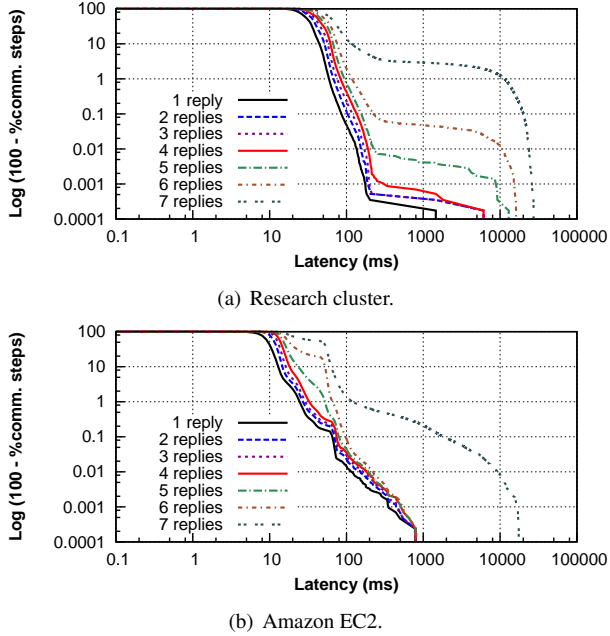 Log (100 - %comm. steps)
100
10
1
0.1
0.01
0.001
0.0001
1 reply
2 replies
3 replies
4 replies
5 replies
6 replies
7 replies
0.1 1 10 100 1000 10000 100000
Latency (ms)
(a) Research cluster.
Log (100 - %comm. steps)
100
10
1
0.1
0.01
0.001
0.0001
1 reply
2 replies
3 replies
4 replies
5 replies
6 replies
7 replies
0.1 1 10 100 1000 10000 100000
Latency (ms)
(b) Amazon EC2.